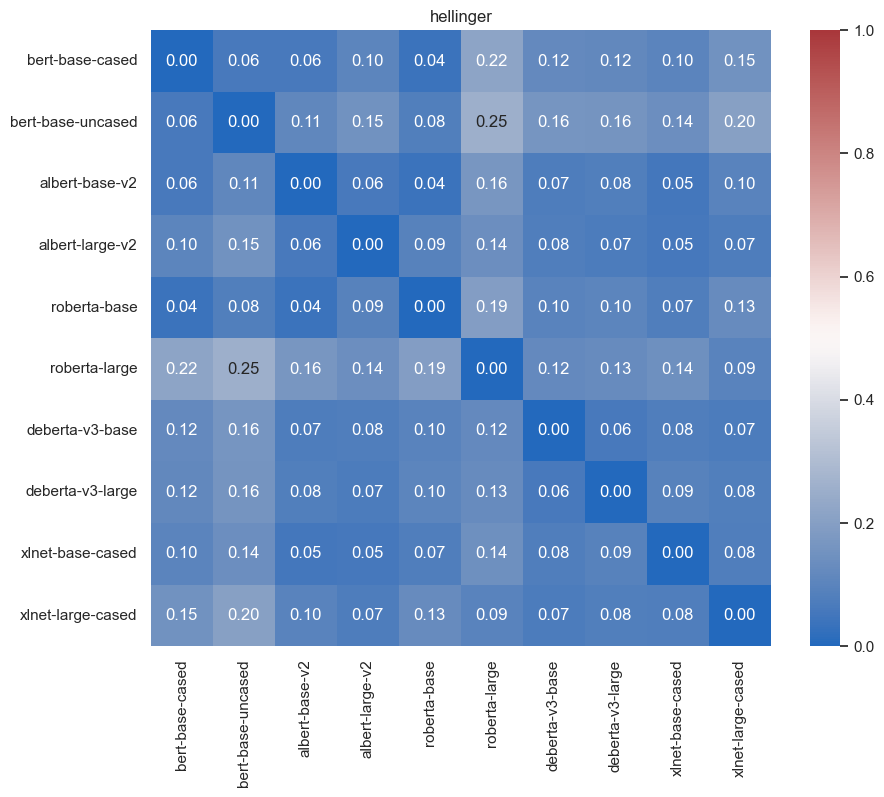 hellinger
bert-base-cased 0.00 0.06 0.06 0.10 0.04 0.22 0.12 0.12 0.10 0.15
bert-base-uncased 0.06 0.00 0.11 0.15 0.08 0.25 0.16 0.16 0.14 0.20
albert-base-v2 0.06 0.11 0.00 0.06 0.04 0.16 0.07 0.08 0.05 0.10
albert-large-v2 0.10 0.15 0.06 0.00 0.09 0.14 0.08 0.07 0.05 0.07
roberta-base 0.04 0.08 0.04 0.09 0.00 0.19 0.10 0.10 0.07 0.13
roberta-large 0.22 0.25 0.16 0.14 0.19 0.00 0.12 0.13 0.14 0.09
deberta-v3-base 0.12 0.16 0.07 0.08 0.10 0.12 0.00 0.06 0.08 0.07
deberta-v3-large 0.12 0.16 0.08 0.07 0.10 0.13 0.06 0.00 0.09 0.08
xlnet-base-cased 0.10 0.14 0.05 0.05 0.07 0.14 0.08 0.09 0.00 0.08
xlnet-large-cased 0.15 0.20 0.10 0.07 0.13 0.09 0.07 0.08 0.08 0.00
bert-base-cased
bert-base-uncased
albert-base-v2
albert-large-v2
roberta-base
roberta-large
deberta-v3-base
deberta-v3-large
xlnet-base-cased
xlnet-large-cased
1.0
0.8
0.6
0.4
0.2
0.0